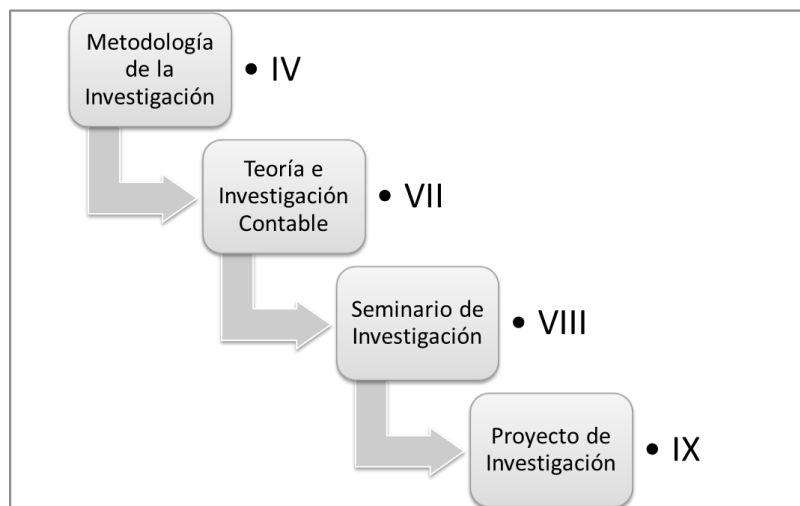 Metodología
de la
Investigación
• IV
Teoría e
Investigación
Contable
• VII
Seminario de
Investigación
• VIII
Proyecto de
Investigación
• IX